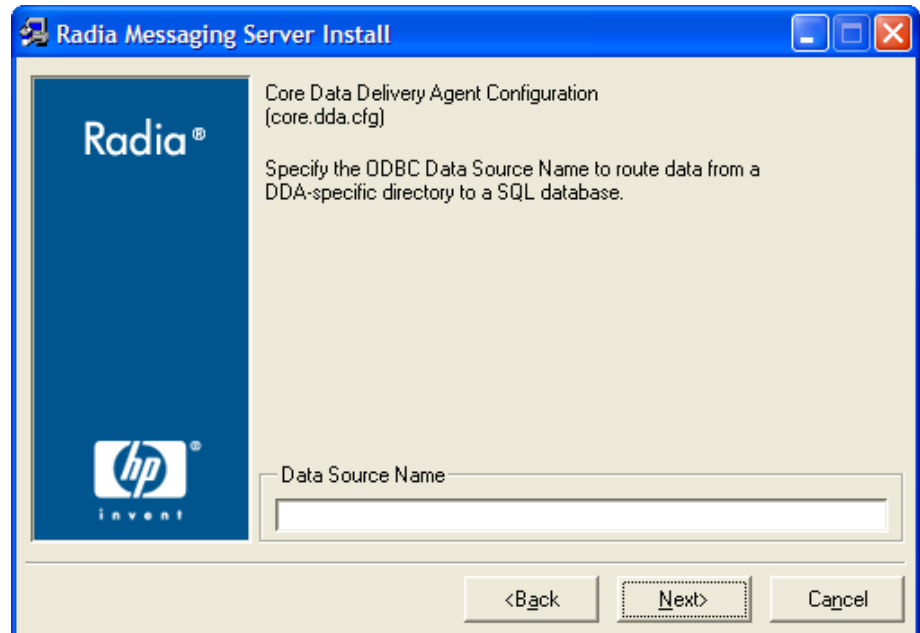 Radia Messaging Server Install
Radia®
Core Data Delivery Agent Configuration
(core.dda.cfg)
Specify the ODBC Data Source Name to route data from a
DDA-specific directory to a SQL database.
hp®
invent
Data Source Name
<Back
Next>
Cancel